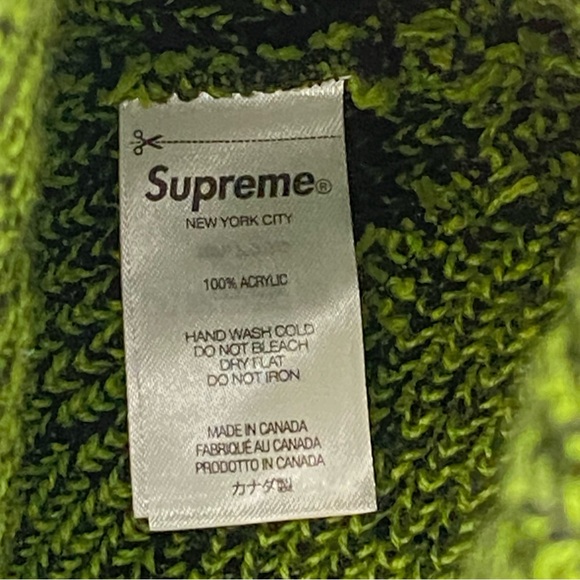 Supreme®
NEW YORK CITY
100% ACRYLIC
HAND WASH COLD
DO NOT BLEACH
DRY FLAT
DO NOT IRON
MADE IN CANADA
FABRIQUÉ AU CANADA
PRODOTTO IN CANADA
カナダ製